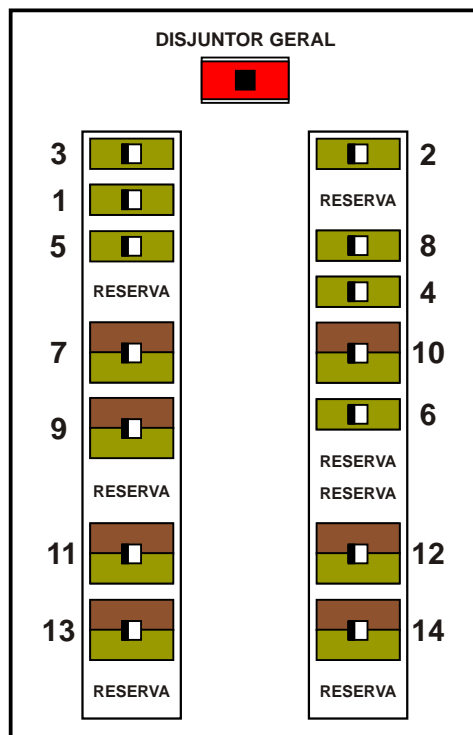 DISJUNTOR GERAL
3
1
5
RESERVA
7
9
RESERVA
11
13
RESERVA
2
RESERVA
8
4
10
6
RESERVA
RESERVA
12
14
RESERVA